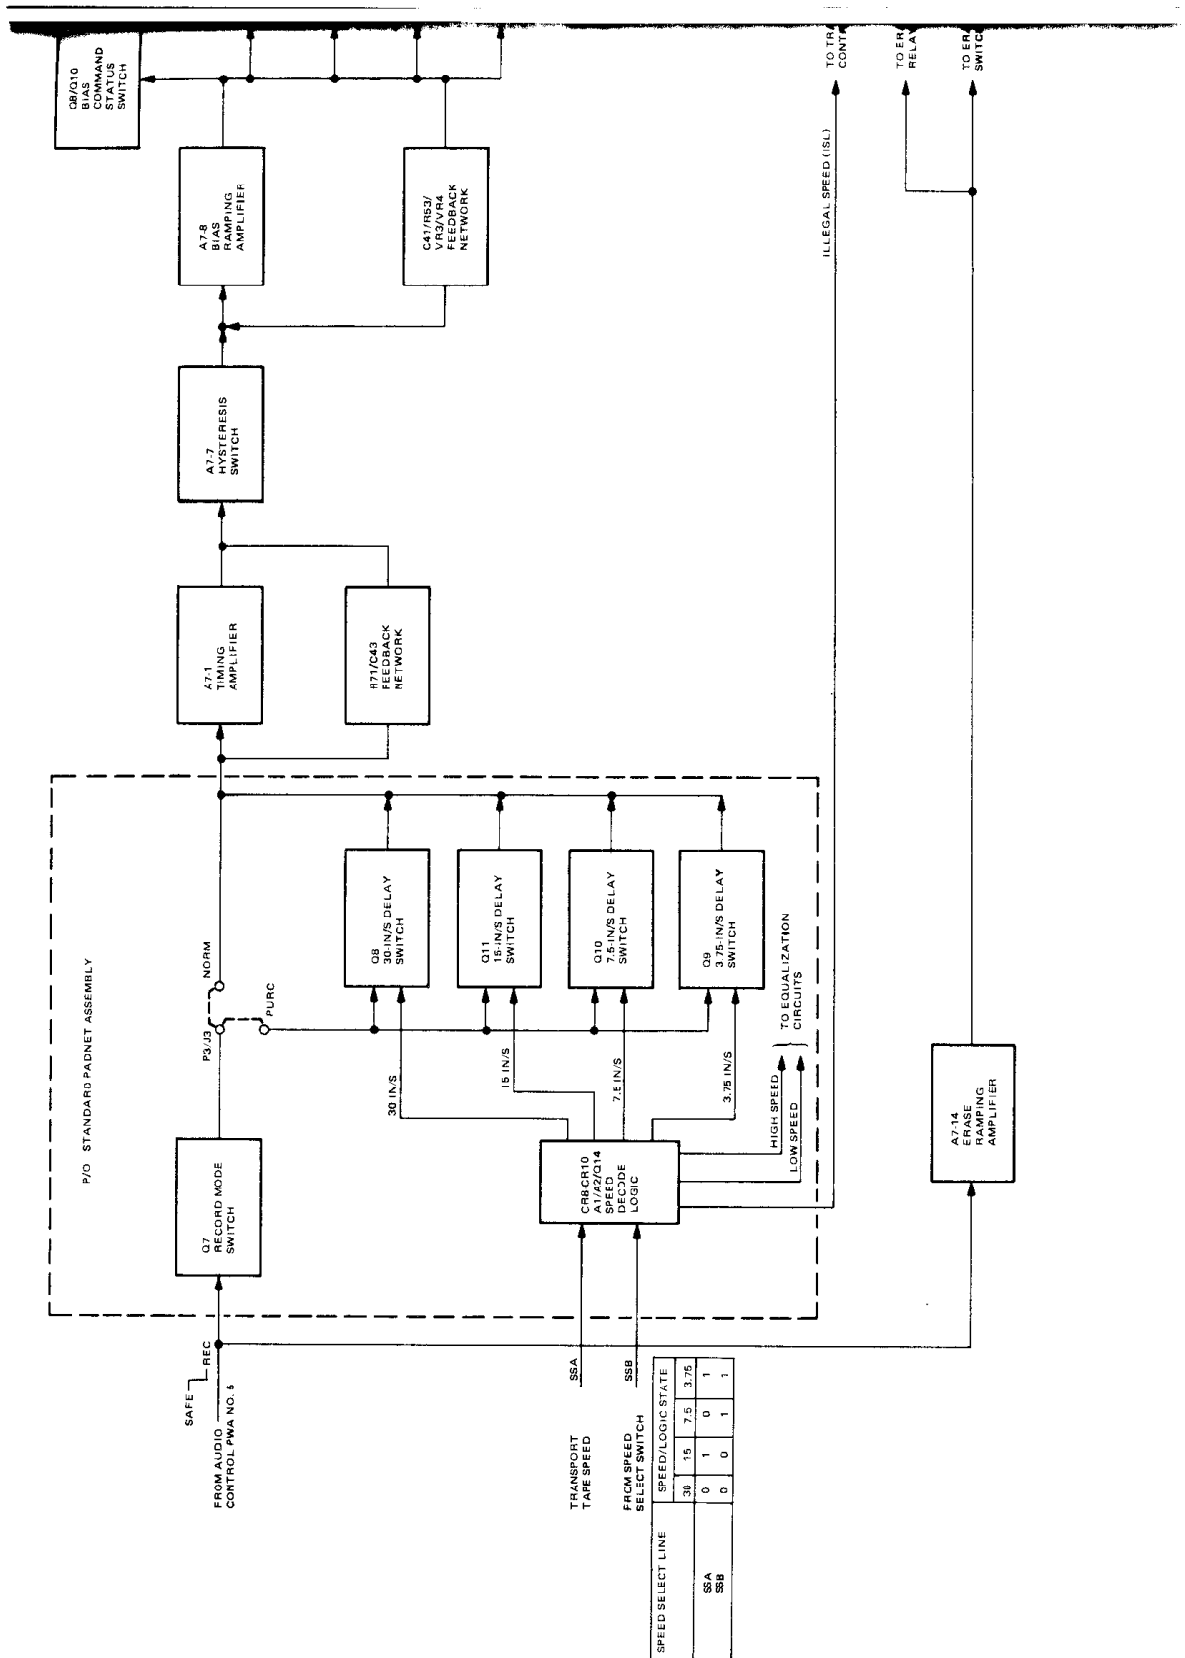 Q8/Q10
BIAS
COMMAND
STATUS
SWITCH
A7-8
BIAS
RAMPING
AMPLIFIER
C41/R53/
VR3/VR4
FEEDBACK
NETWORK
A7-7
HYSTERESIS
SWITCH
A7-1
TIMING
AMPLIFIER
R71/C43
FEEDBACK
NETWORK
P/O STANDARD PADNET ASSEMBLY
P3/J3
NORM
PURC
Q7
RECORD MODE
SWITCH
Q8
30-IN/S DELAY
SWITCH
Q11
15-IN/S DELAY
SWITCH
Q10
7.5-IN/S DELAY
SWITCH
Q9
3.75-IN/S DELAY
SWITCH
30 IN/S
15 IN/S
7.5 IN/S
3.75 IN/S
CR8CR10
A1/A2/Q14
SPEED
DECODE
LOGIC
HIGH SPEED
LOW SPEED
TO EQUALIZATION
CIRCUITS
ILLEGAL SPEED (ISL)
TO
CONT
TO
RELAY
TO
SWITCH
A7-14
ERASE
RAMPING
AMPLIFIER
SAFE
REC
FROM AUDIO
CONTROL PWA NO.
TRANSPORT
TAPE SPEED
SSA
FROM SPEED
SELECT SWITCH
SSB
SPEED SELECT LINE SPEED/LOGIC STATE
30 15 7.5 3.75
SSA 0 1 0 1
SSB 0 0 1 1